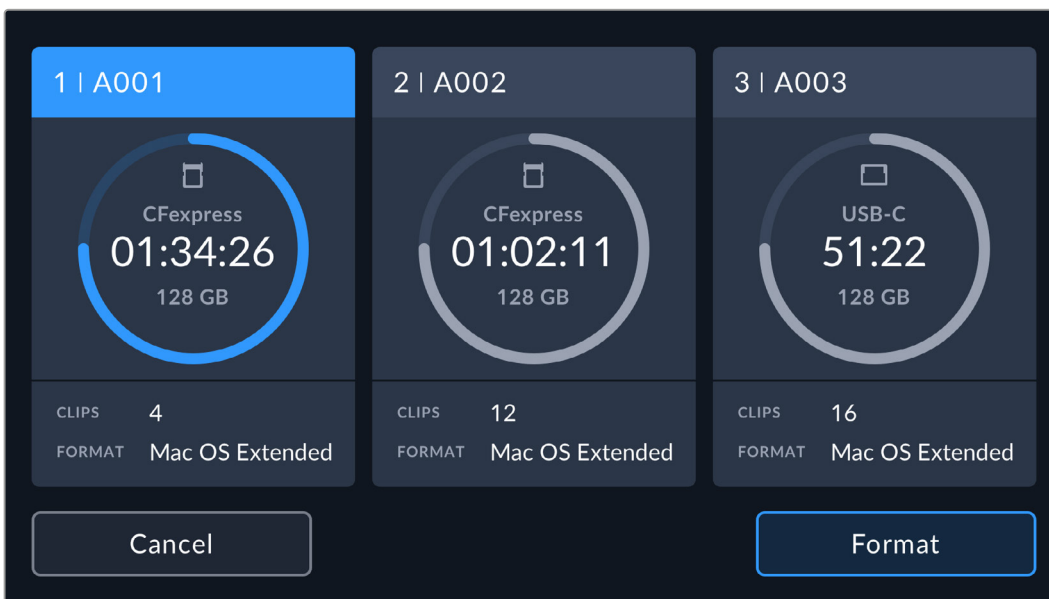 1 | A001
CFexpress
01:34:26
128 GB
CLIPS 4
FORMAT Mac OS Extended
2 | A002
CFexpress
01:02:11
128 GB
CLIPS 12
FORMAT Mac OS Extended
3 | A003
USB-C
51:22
128 GB
CLIPS 16
FORMAT Mac OS Extended
Cancel
Format